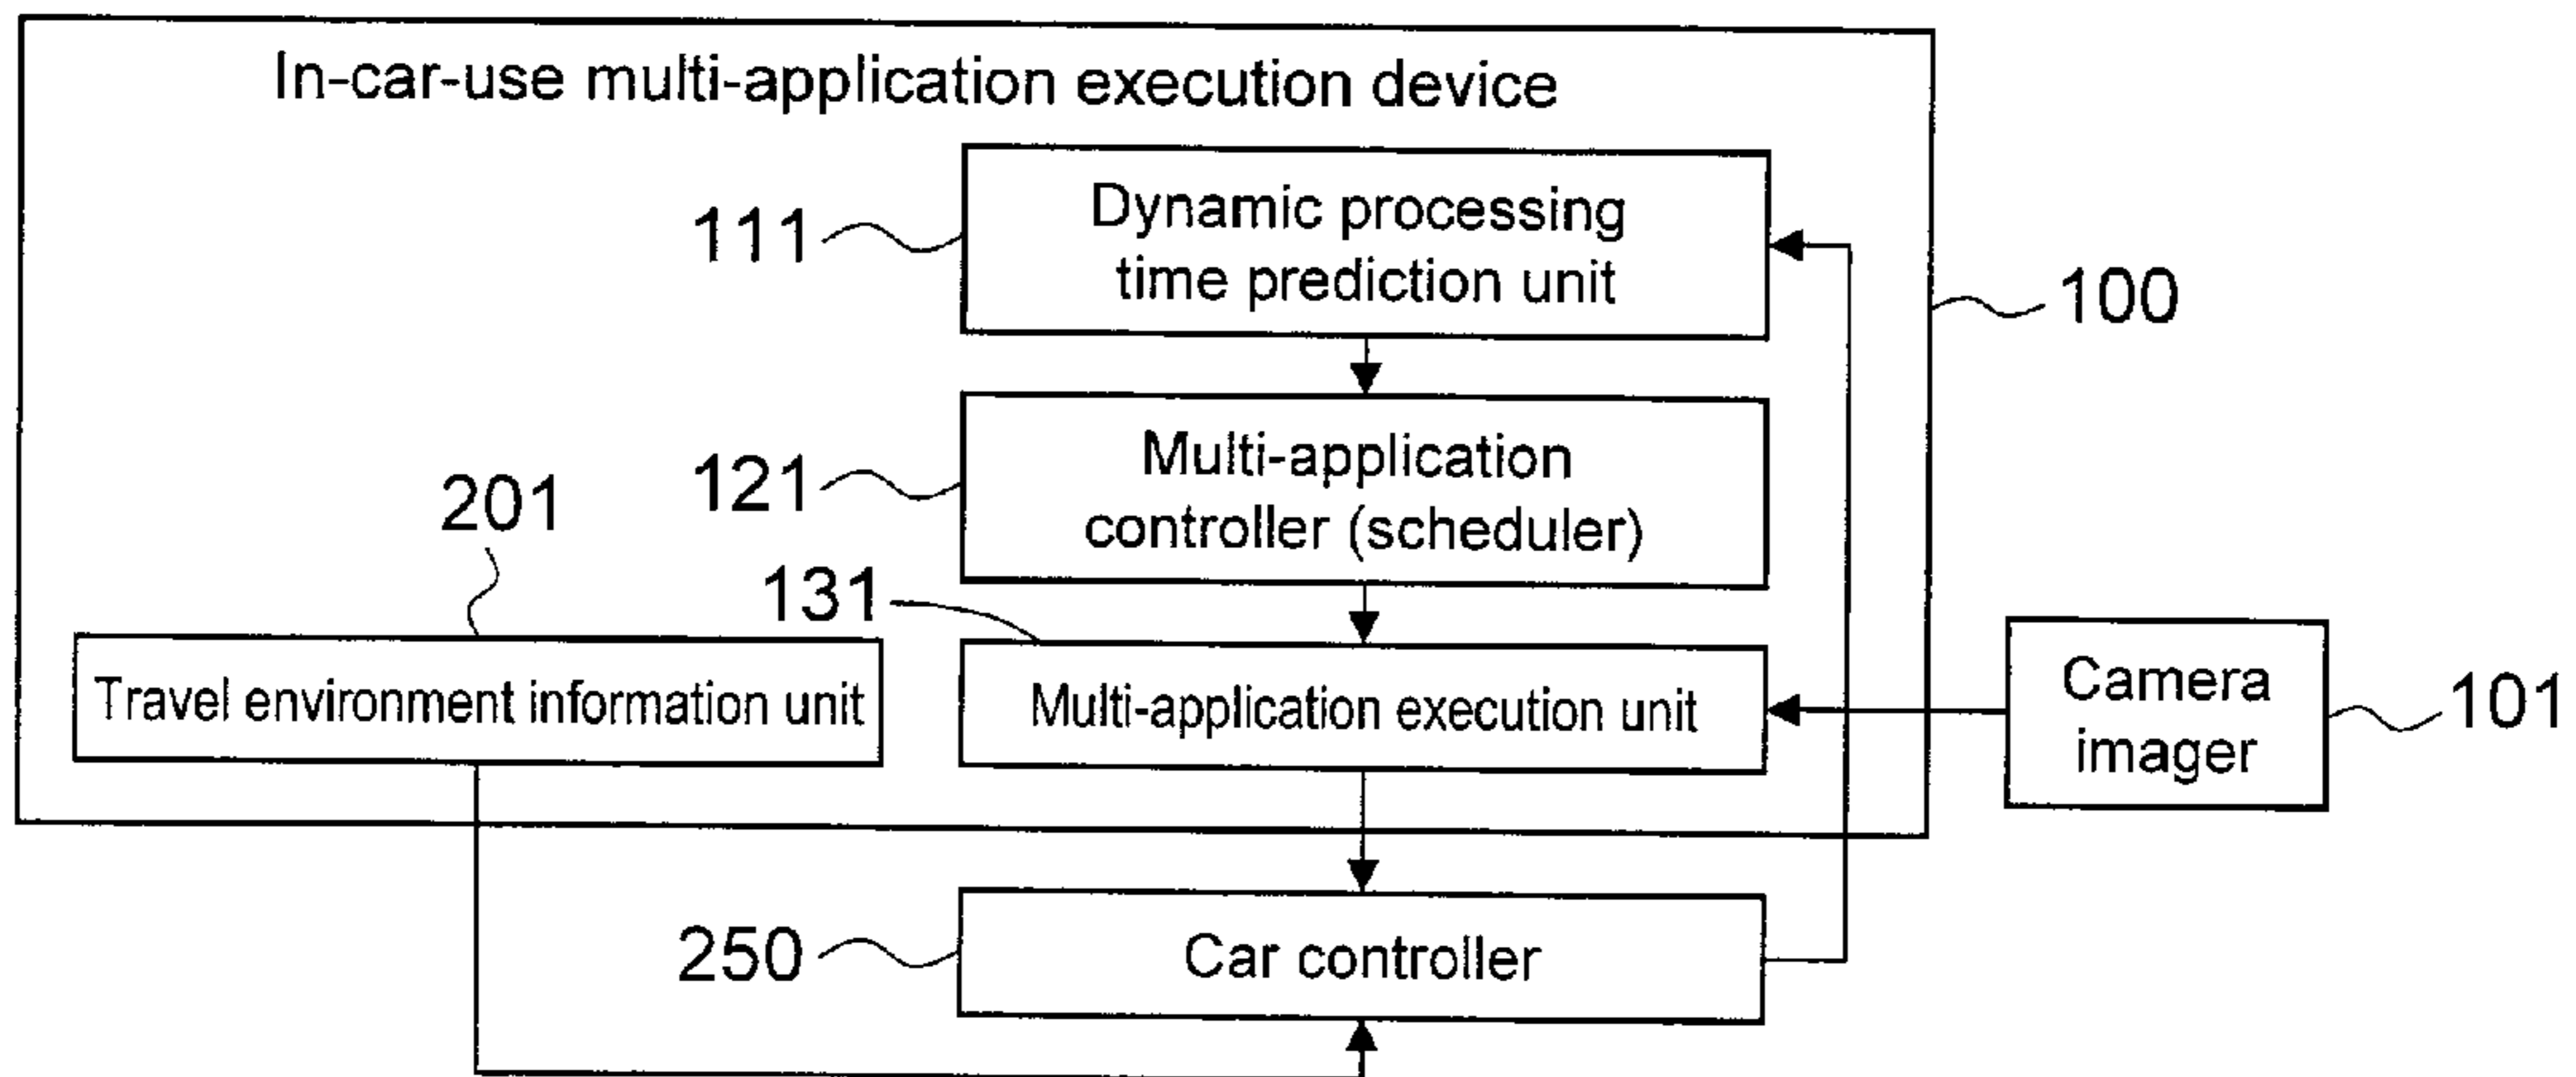 In-car-use multi-application execution device
111
Dynamic processing
time prediction unit
100
121
Multi-application
controller (scheduler)
201
131
Travel environment information unit
Multi-application execution unit
Camera
imager
101
250
Car controller